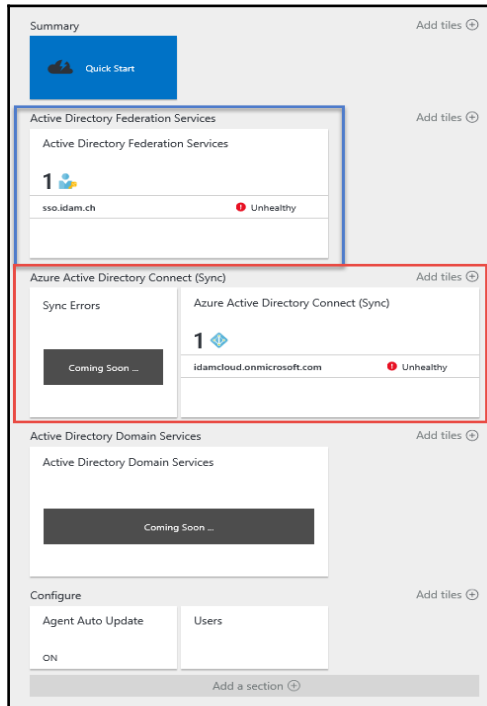 Summary
Add tiles
Quick Start
Active Directory Federation Services
Add tiles
Active Directory Federation Services
1
sso.idam.ch
Unhealthy
Azure Active Directory Connect (Sync)
Add tiles
Sync Errors
Coming Soon ...
Azure Active Directory Connect (Sync)
1
idamcloud.onmicrosoft.com
Unhealthy
Active Directory Domain Services
Add tiles
Active Directory Domain Services
Coming Soon ...
Configure
Add tiles
Agent Auto Update
ON
Users
Add a section